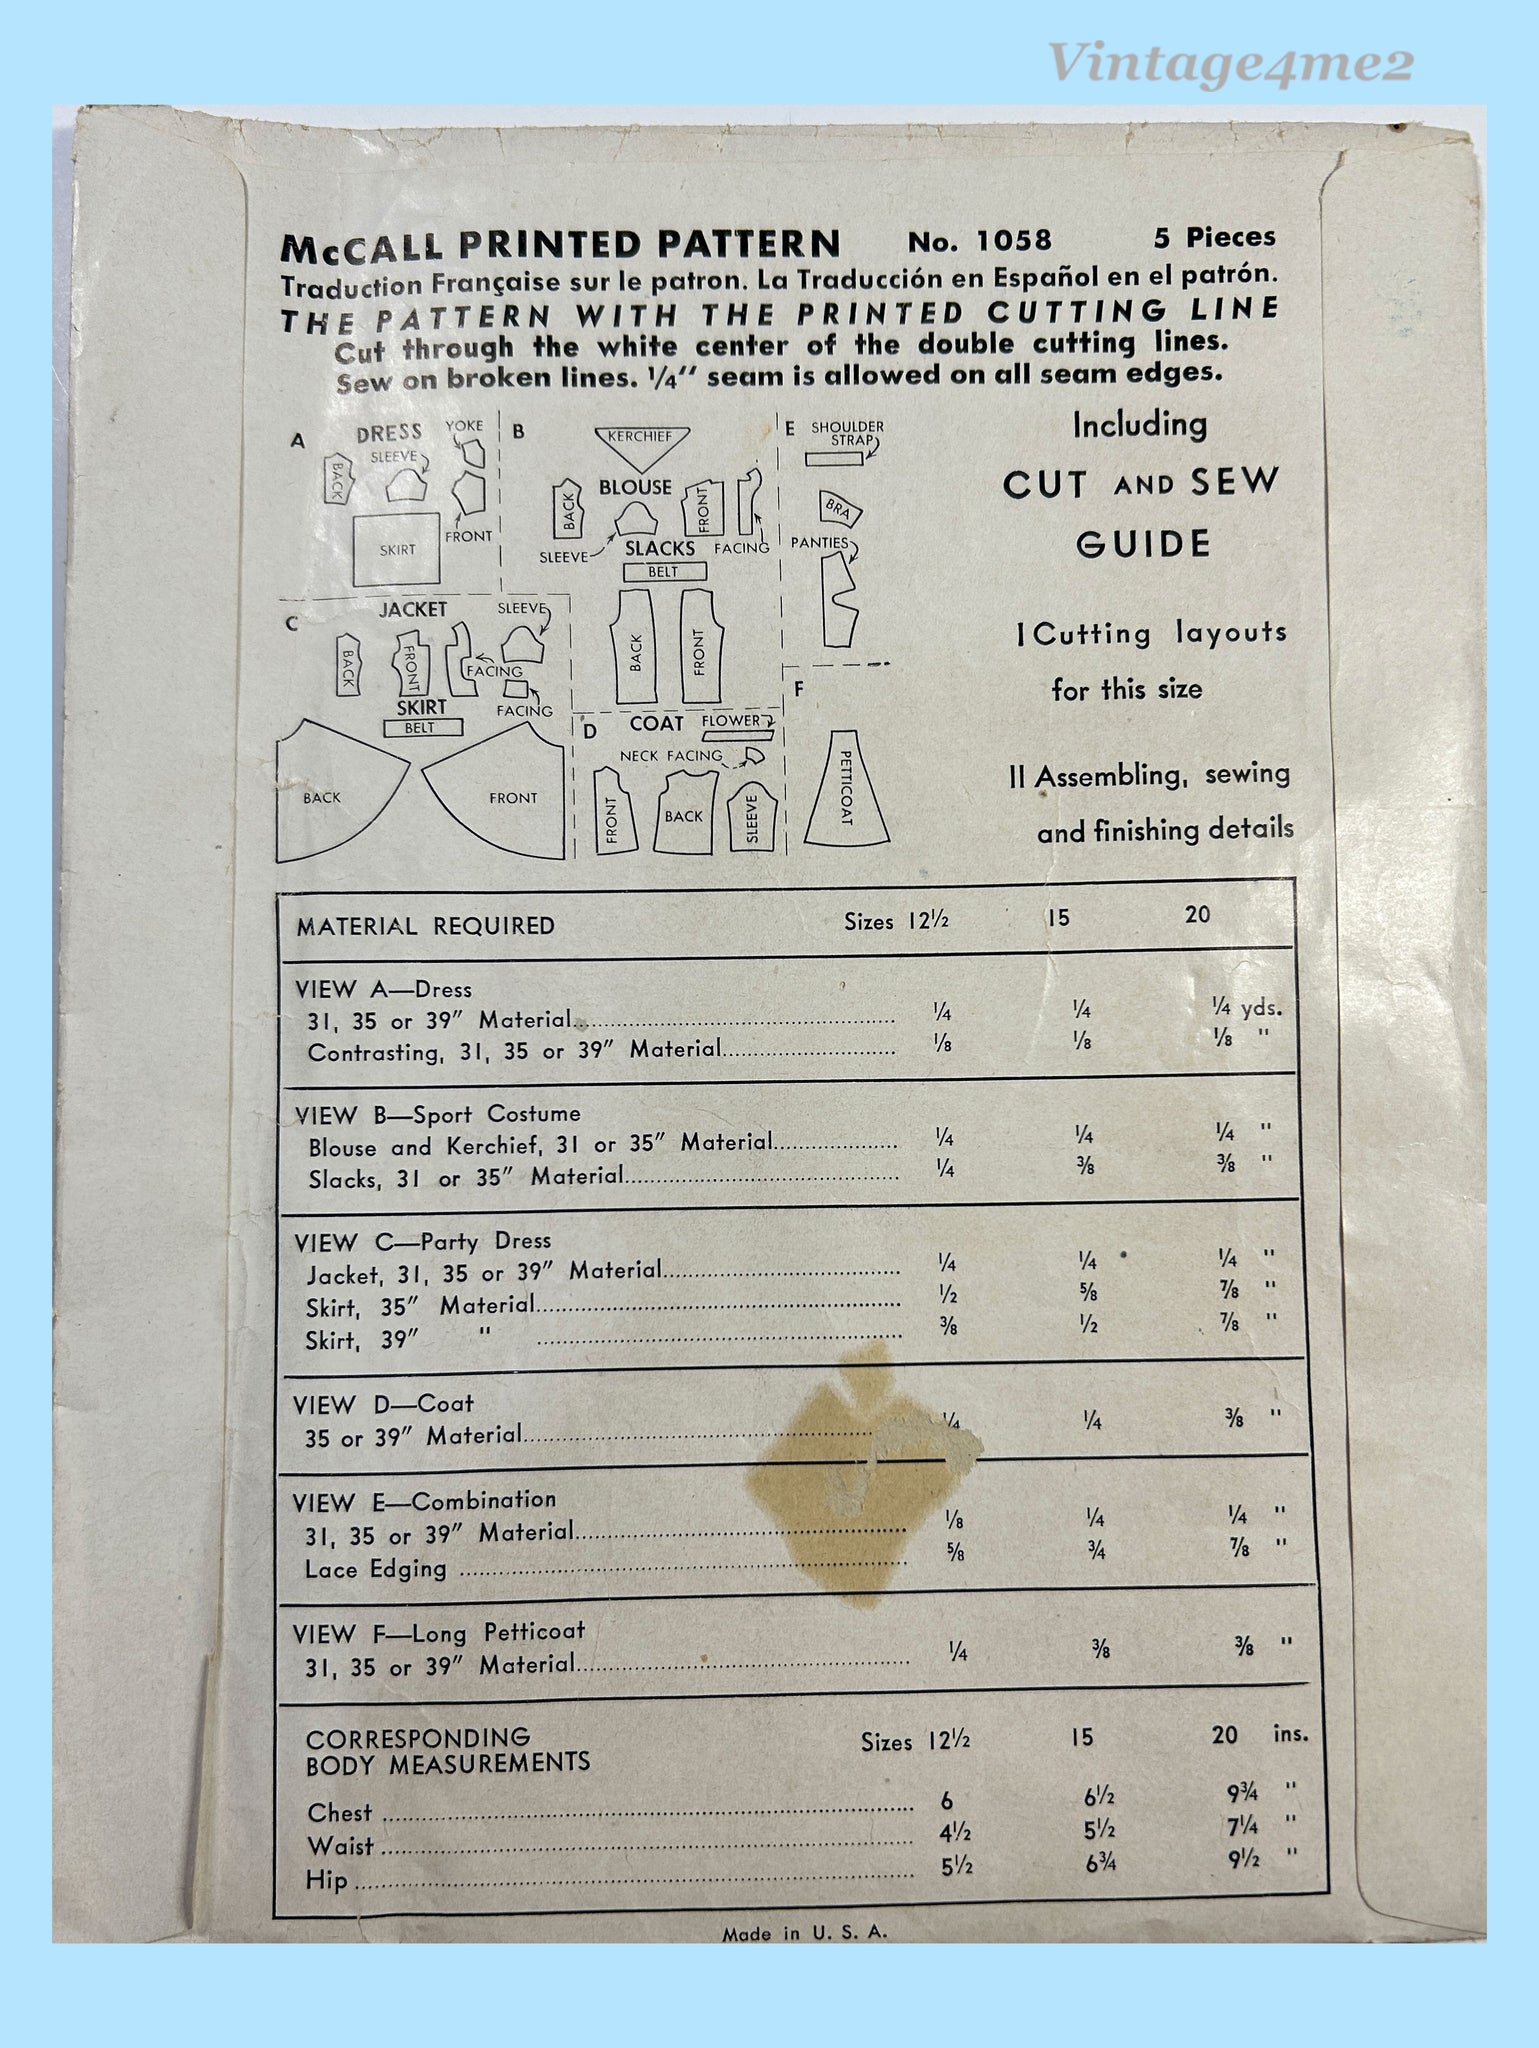 Vintage4me2
McCALL PRINTED PATTERN No. 1058 5 Pieces
Traduction Française sur le patron. La Traducción en Español en el patrón.
THE PATTERN WITH THE PRINTED CUTTING LINE
Cut through the white center of the double cutting lines.
Sew on broken lines. 1/4" seam is allowed on all seam edges.
A DRESS YOKE
SLEEVE
BACK
FRONT
SKIRT
B KERCHIEF
BLOUSE
BACK
FRONT
SLEEVE
FACING
SLACKS
BELT
BACK
FRONT
E SHOULDER
STRAP
BRA
PANTIES
C JACKET SLEEVE
BACK
FRONT
FACING
FACING
SKIRT
BELT
BACK
FRONT
D COAT FLOWER
NECK FACING
FRONT
BACK
SLEEVE
F
PETTICOAT
Including
CUT AND SEW
GUIDE
I Cutting layouts
for this size
II Assembling, sewing
and finishing details
MATERIAL REQUIRED Sizes 12½ 15 20
VIEW A—Dress
31, 35 or 39" Material 1/4 1/4 1/4 yds.
Contrasting, 31, 35 or 39" Material 1/8 1/8 1/8 "
VIEW B—Sport Costume
Blouse and Kerchief, 31 or 35" Material 1/4 1/4 1/4 "
Slacks, 31 or 35" Material 1/4 3/8 3/8 "
VIEW C—Party Dress
Jacket, 31, 35 or 39" Material 1/4 1/4 1/4 "
Skirt, 35" Material 1/2 5/8 7/8 "
Skirt, 39" " 3/8 1/2 7/8 "
VIEW D—Coat
35 or 39" Material 1/4 1/4 3/8 "
VIEW E—Combination
31, 35 or 39" Material 1/8 1/4 1/4 "
Lace Edging 5/8 3/4 7/8 "
VIEW F—Long Petticoat
31, 35 or 39" Material 1/4 3/8 3/8 "
CORRESPONDING
BODY MEASUREMENTS Sizes 12½ 15 20 ins.
Chest 6 6½ 9¾ "
Waist 4½ 5½ 7¼ "
Hip 5½ 6¾ 9½ "
Made in U. S. A.